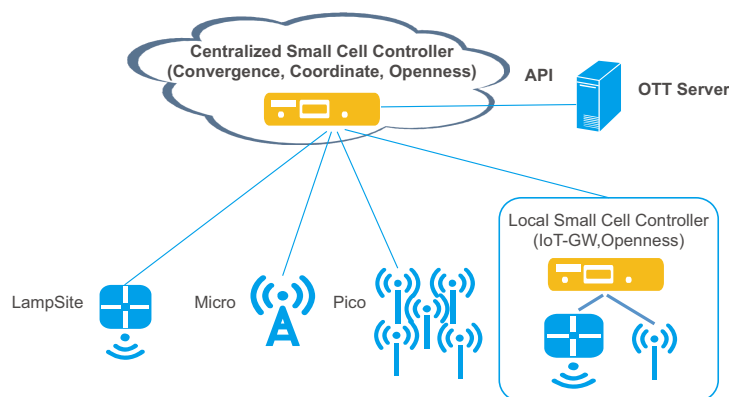 Centralized Small Cell Controller
(Convergence, Coordinate, Openness)
API
OTT Server
Local Small Cell Controller
(IoT-GW,Openness)
LampSite
Micro
Pico